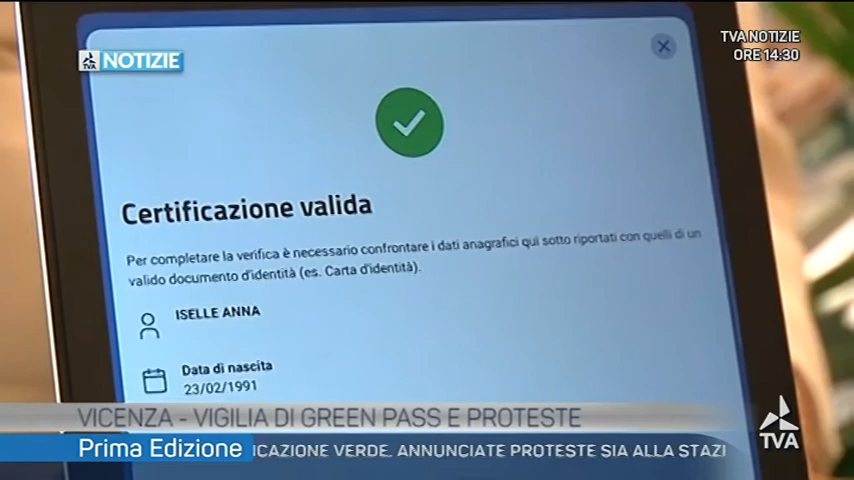 TVA NOTIZIE
TVA NOTIZIE
ORE 14:30
Certificazione valida
Per completare la verifica è necessario confrontare i dati anagrafici qui sotto riportati con quelli di un
valido documento d'identità (es. Carta d'identità).
ISELLE ANNA
Data di nascita
23/02/1991
VICENZA - VIGILIA DI GREEN PASS E PROTESTE
Prima Edizione
ICAZIONE VERDE. ANNUNCIATE PROTESTE SIA ALLA STAZI
TVA